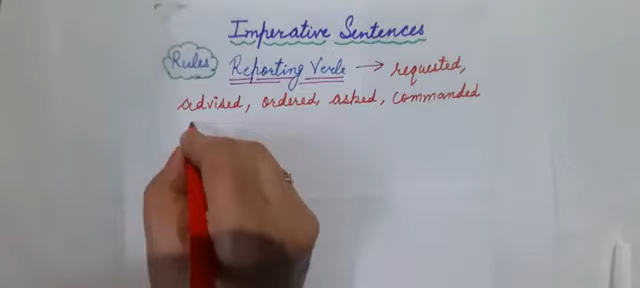 Imperative Sentences
Rules Reporting Verb → requested,
advised, ordered, asked, commanded